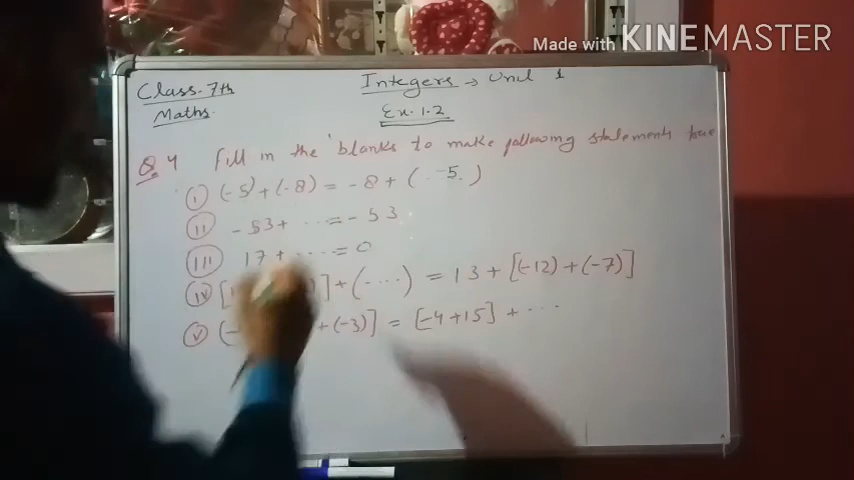 Made with KINEMASTER
Class-7th Integers → Unit 1
Maths. Ex. 1.2
Q. 4 Fill in the blanks to make following statements true
(i) (-5) + (-8) = -8 + ( -5 )
(ii) -53 + ... = -53
(iii) 17 + ... = 0
(iv) [ ] + (...) = 13 + [(-12) + (-7)]
(v) (- + (-3)] = [-4 + 15] + ...